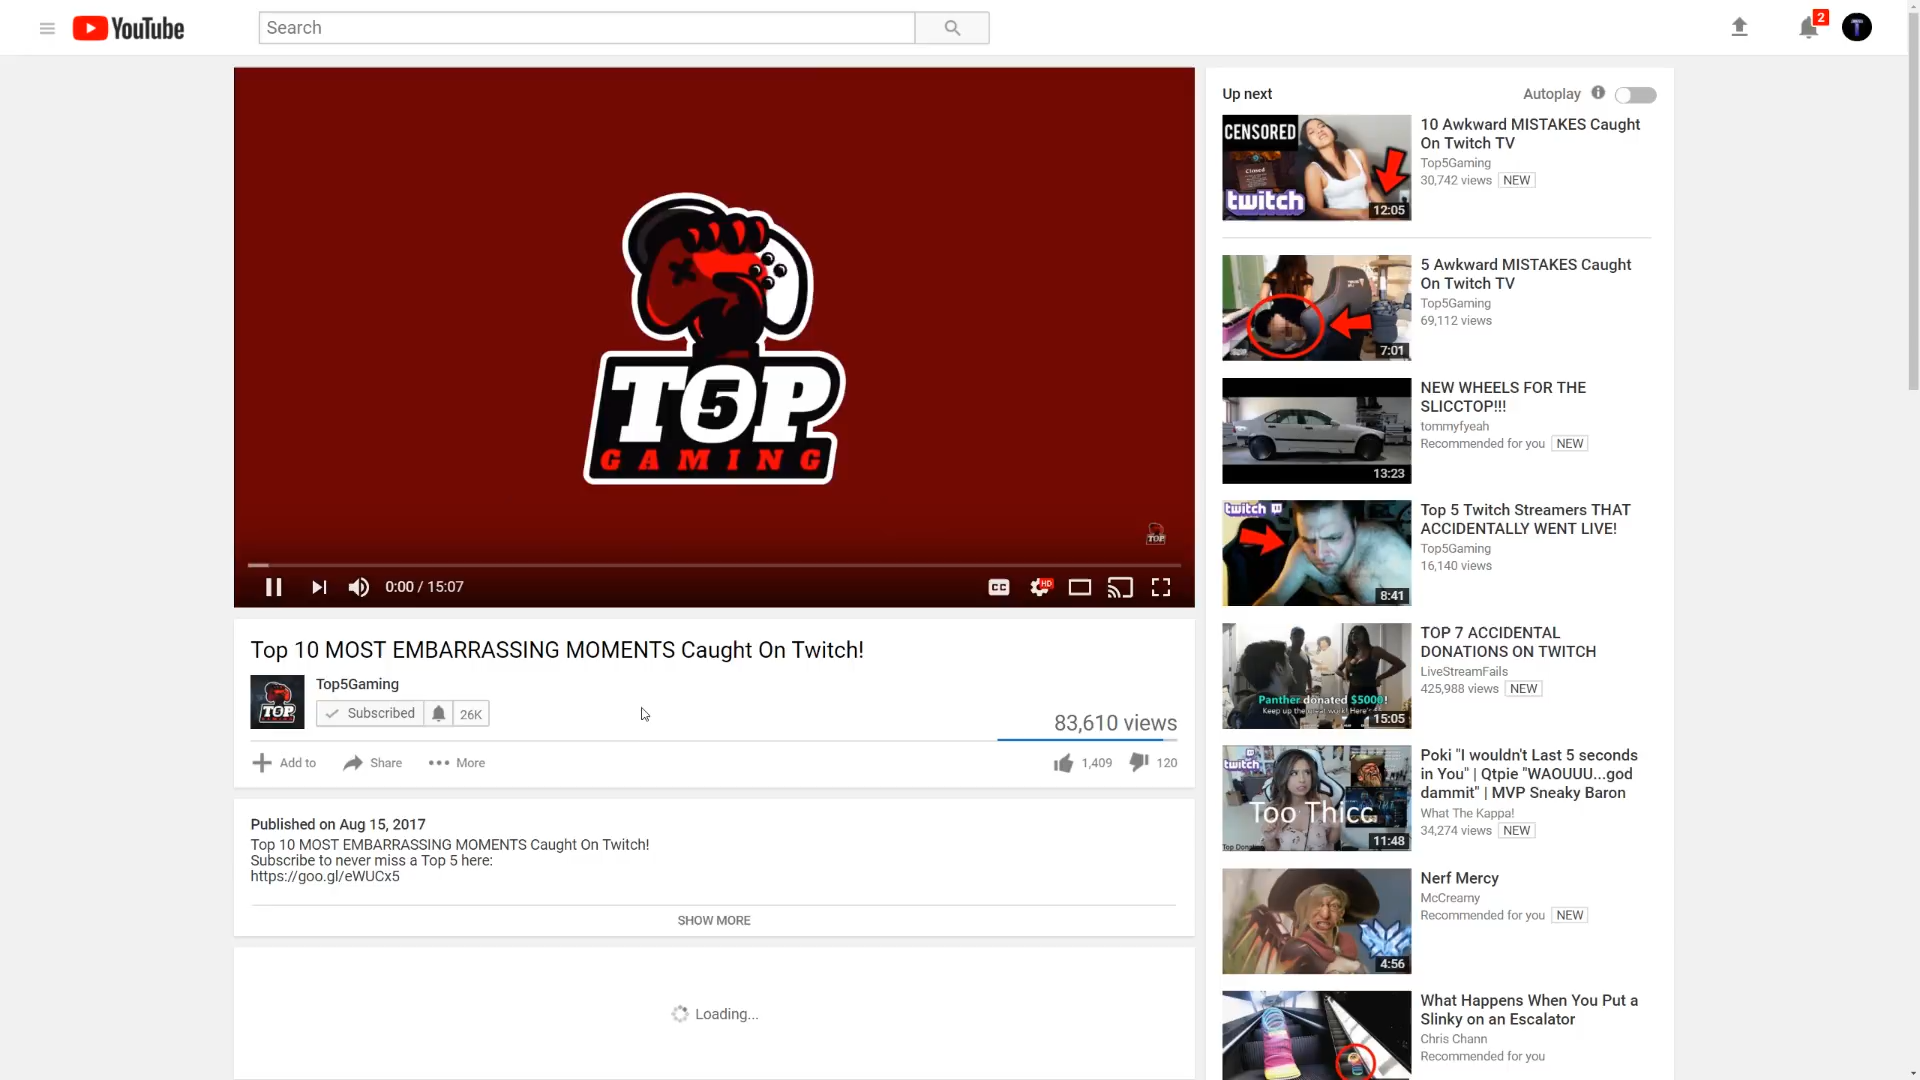 YouTube
Search
2
T
TOP
5
GAMING
TOP
0:00 / 15:07
CC
HD
Top 10 MOST EMBARRASSING MOMENTS Caught On Twitch!
TOP
GAMING
Top5Gaming
Subscribed
26K
83,610 views
Add to
Share
More
1,409
120
Published on Aug 15, 2017
Top 10 MOST EMBARRASSING MOMENTS Caught On Twitch!
Subscribe to never miss a Top 5 here:
https://goo.gl/eWUCx5
SHOW MORE
Loading...
Up next
Autoplay
CENSORED
Closed
twitch
12:05
10 Awkward MISTAKES Caught
On Twitch TV
Top5Gaming
30,742 views
NEW
7:01
5 Awkward MISTAKES Caught
On Twitch TV
Top5Gaming
69,112 views
13:23
NEW WHEELS FOR THE
SLICCTOP!!!
tommyfyeah
Recommended for you
NEW
twitch
8:41
Top 5 Twitch Streamers THAT
ACCIDENTALLY WENT LIVE!
Top5Gaming
16,140 views
Panther donated $5000!
Keep up the great work! Here's
15:05
TOP 7 ACCIDENTAL
DONATIONS ON TWITCH
LiveStreamFails
425,988 views
NEW
twitch
Too Thicc
Top Dona
11:48
Poki "I wouldn't Last 5 seconds
in You" | Qtpie "WAOUUU...god
dammit" | MVP Sneaky Baron
What The Kappa!
34,274 views
NEW
4:56
Nerf Mercy
McCreamy
Recommended for you
NEW
What Happens When You Put a
Slinky on an Escalator
Chris Chann
Recommended for you